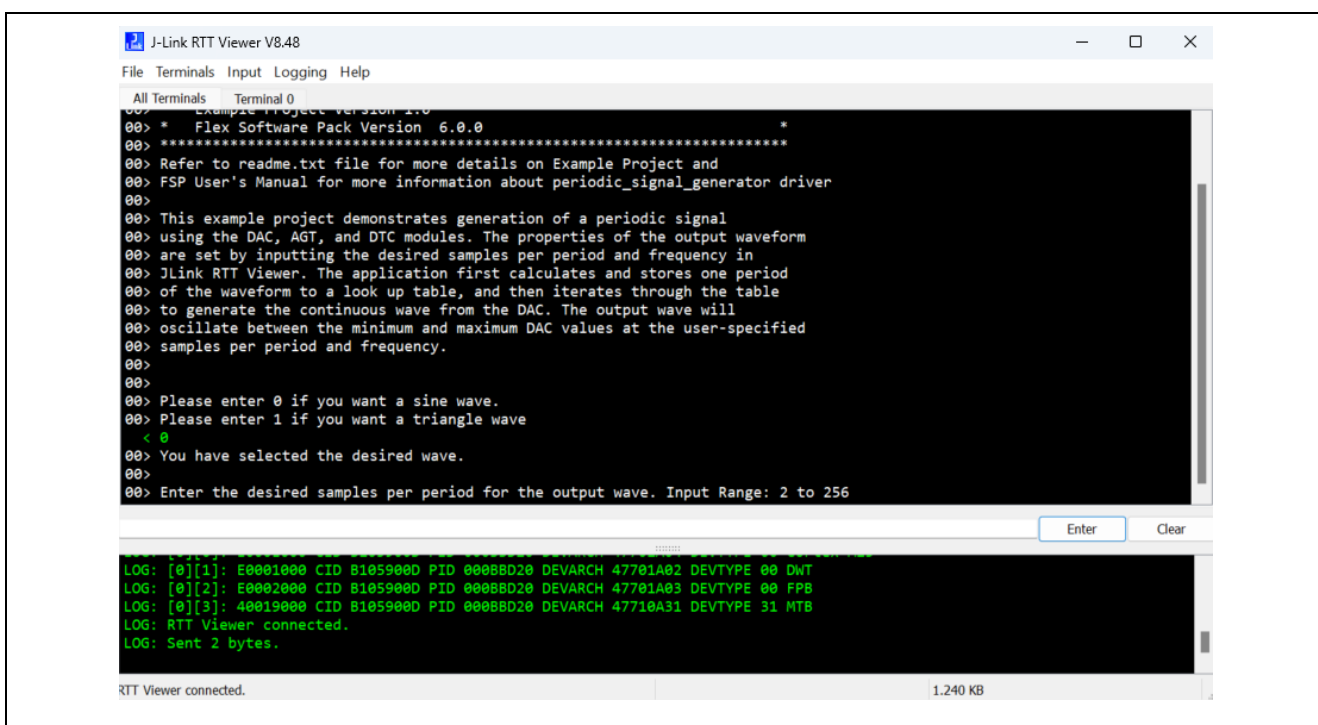 J-Link RTT Viewer V8.48
File Terminals Input Logging Help
All Terminals Terminal 0
00> Example Project Version 1.0
00> *   Flex Software Pack Version  6.0.0                                  *
00> ************************************************************************
00> Refer to readme.txt file for more details on Example Project and
00> FSP User's Manual for more information about periodic_signal_generator driver
00>
00> This example project demonstrates generation of a periodic signal
00> using the DAC, AGT, and DTC modules. The properties of the output waveform
00> are set by inputting the desired samples per period and frequency in
00> JLink RTT Viewer. The application first calculates and stores one period
00> of the waveform to a look up table, and then iterates through the table
00> to generate the continuous wave from the DAC. The output wave will
00> oscillate between the minimum and maximum DAC values at the user-specified
00> samples per period and frequency.
00>
00>
00> Please enter 0 if you want a sine wave.
00> Please enter 1 if you want a triangle wave
< 0
00> You have selected the desired wave.
00>
00> Enter the desired samples per period for the output wave. Input Range: 2 to 256
Enter Clear
LOG: [0][1]: E0001000 CID B105900D PID 000BBD20 DEVARCH 47701A02 DEVTYPE 00 DWT
LOG: [0][2]: E0002000 CID B105900D PID 000BBD20 DEVARCH 47701A03 DEVTYPE 00 FPB
LOG: [0][3]: 40019000 CID B105900D PID 000BBD20 DEVARCH 47710A31 DEVTYPE 31 MTB
LOG: RTT Viewer connected.
LOG: Sent 2 bytes.
RTT Viewer connected. 1.240 KB